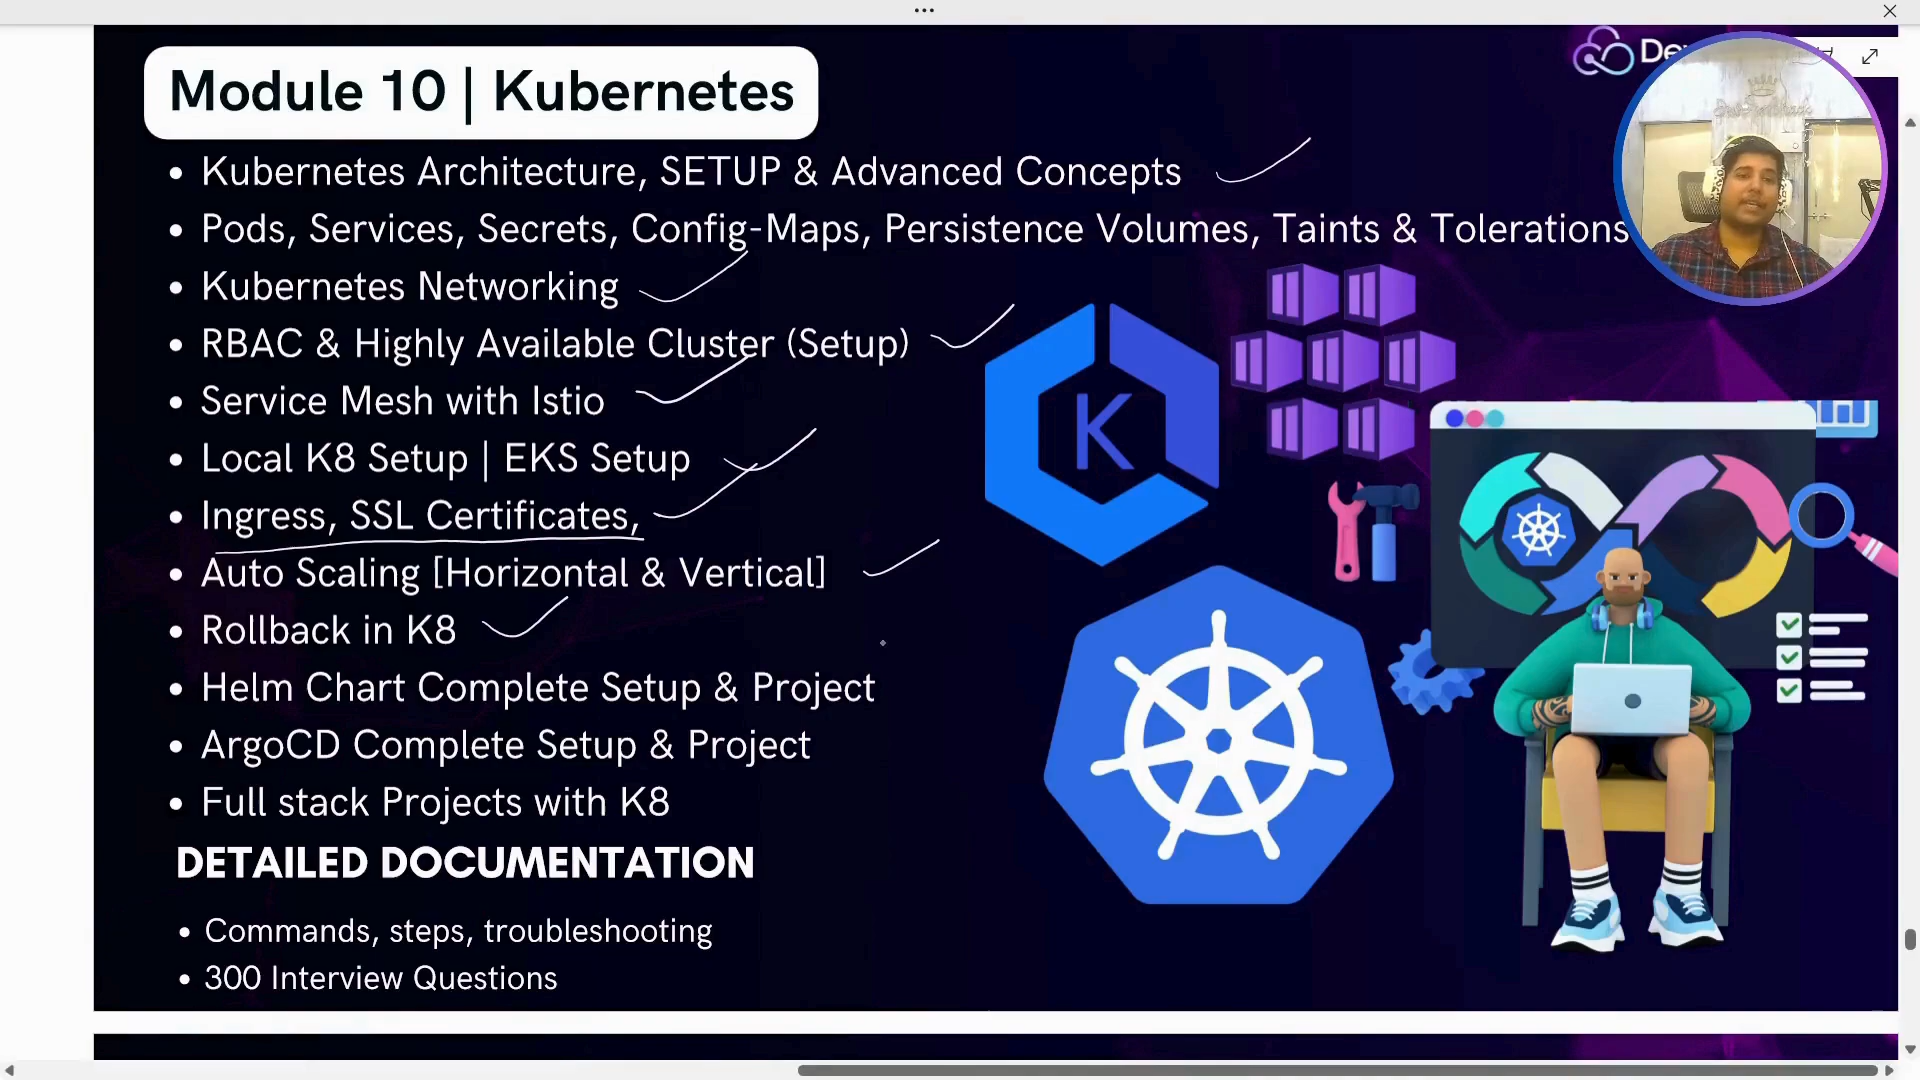 Module 10 | Kubernetes
• Kubernetes Architecture, SETUP & Advanced Concepts
• Pods, Services, Secrets, Config-Maps, Persistence Volumes, Taints & Tolerations
• Kubernetes Networking
• RBAC & Highly Available Cluster (Setup)
• Service Mesh with Istio
• Local K8 Setup | EKS Setup
• Ingress, SSL Certificates,
• Auto Scaling [Horizontal & Vertical]
• Rollback in K8
• Helm Chart Complete Setup & Project
• ArgoCD Complete Setup & Project
• Full stack Projects with K8
DETAILED DOCUMENTATION
• Commands, steps, troubleshooting
• 300 Interview Questions
K